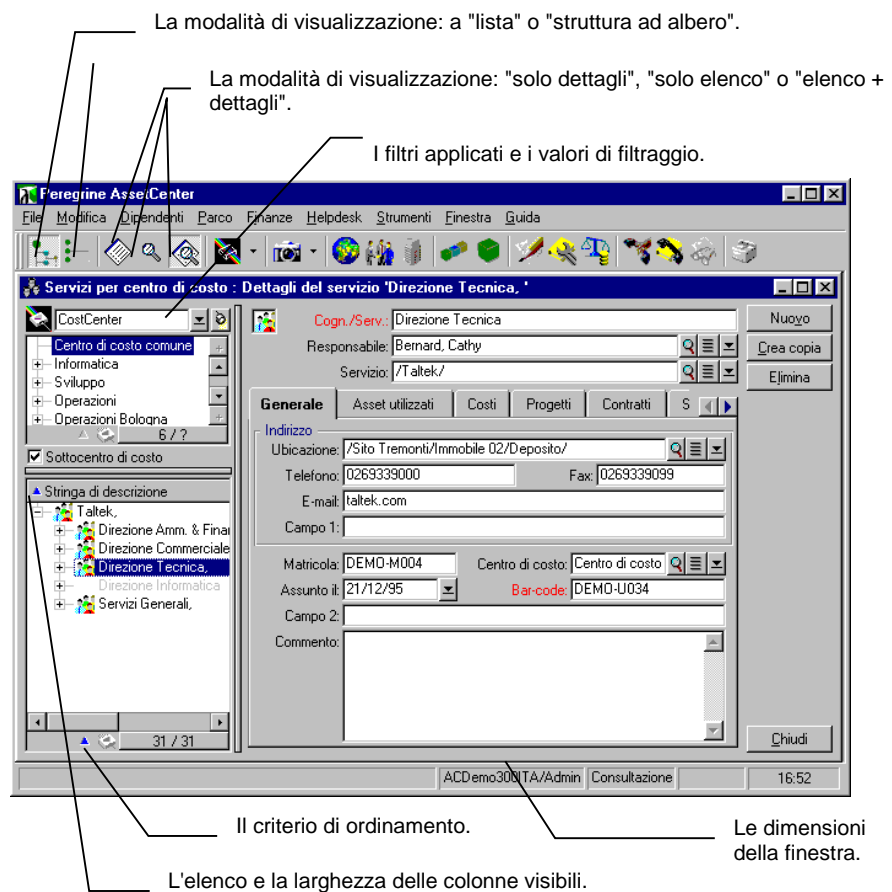 La modalità di visualizzazione: a "lista" o "struttura ad albero".
La modalità di visualizzazione: "solo dettagli", "solo elenco" o "elenco +
dettagli".
I filtri applicati e i valori di filtraggio.
Peregrine AssetCenter
File Modifica Dipendenti Parco Finanze Helpdesk Strumenti Finestra Guida
Servizi per centro di costo : Dettagli del servizio 'Direzione Tecnica, '
CostCenter
Centro di costo comune
Informatica
Sviluppo
Operazioni
Operazioni Bologna
6 / ?
Sottocentro di costo
Stringa di descrizione
Taltek,
Direzione Amm. & Finar
Direzione Commerciale
Direzione Tecnica,
Direzione Informatica
Servizi Generali,
31 / 31
Cogn./Serv.: Direzione Tecnica
Responsabile: Bernard, Cathy
Servizio: /Taltek/
Generale Asset utilizzati Costi Progetti Contratti S
Indirizzo
Ubicazione: /Sito Tremonti/Immobile 02/Deposito/
Telefono: 0269339000 Fax: 0269339099
E-mail: taltek.com
Campo 1:
Matricola: DEMO-M004 Centro di costo: Centro di costo
Assunto il: 21/12/95 Bar-code: DEMO-U034
Campo 2:
Commento:
Nuovo
Crea copia
Elimina
Chiudi
ACDemo300ITA/Admin Consultazione 16:52
Il criterio di ordinamento.
Le dimensioni
della finestra.
L'elenco e la larghezza delle colonne visibili.